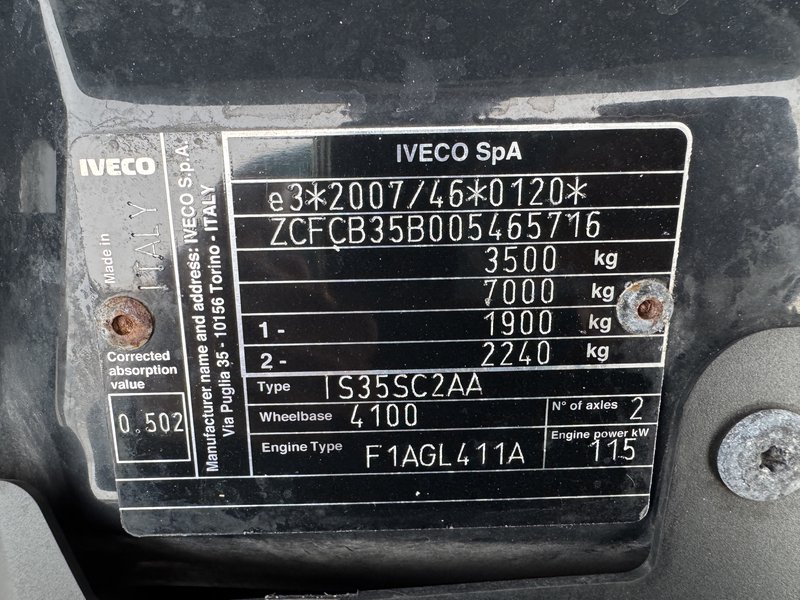 IVECO
Made in ITALY
Corrected
absorption
value
0.502
Manufacturer name and address: IVECO S.p.A.
Via Puglia 35 - 10156 Torino - ITALY
IVECO SpA
e3*2007/46*0120*
ZCFCB35B005465716
3500 kg
7000 kg
1- 1900 kg
2- 2240 kg
Type IS35SC2AA
Wheelbase 4100 N° of axles 2
Engine Type F1AGL411A Engine power kW 115